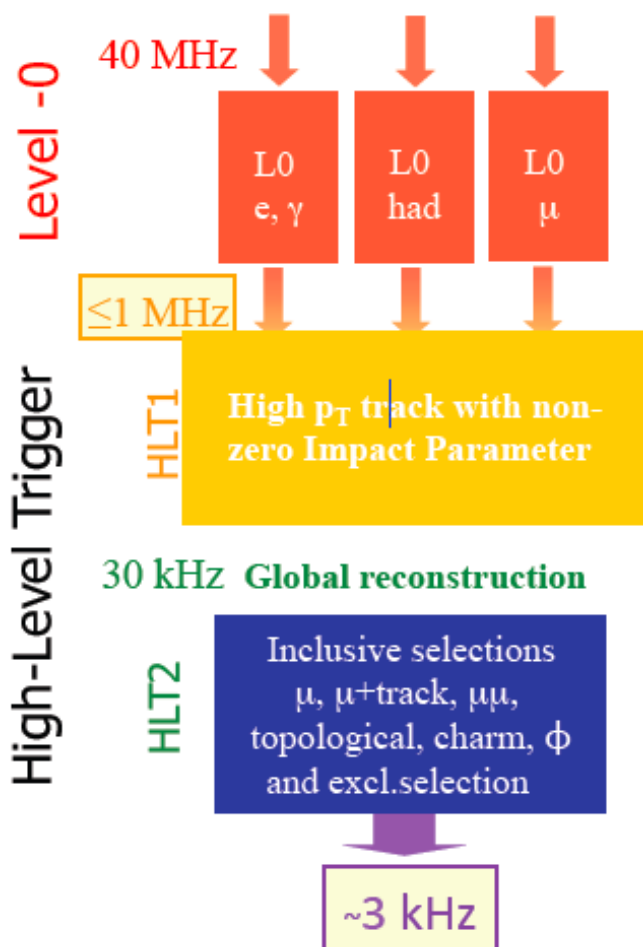 Level -0
40 MHz
L0
e, γ
L0
had
L0
μ
≤1 MHz
High-Level Trigger
HLT1
High pT track with non-
zero Impact Parameter
30 kHz Global reconstruction
HLT2
Inclusive selections
μ, μ+track, μμ,
topological, charm, ϕ
and excl.selection
~3 kHz